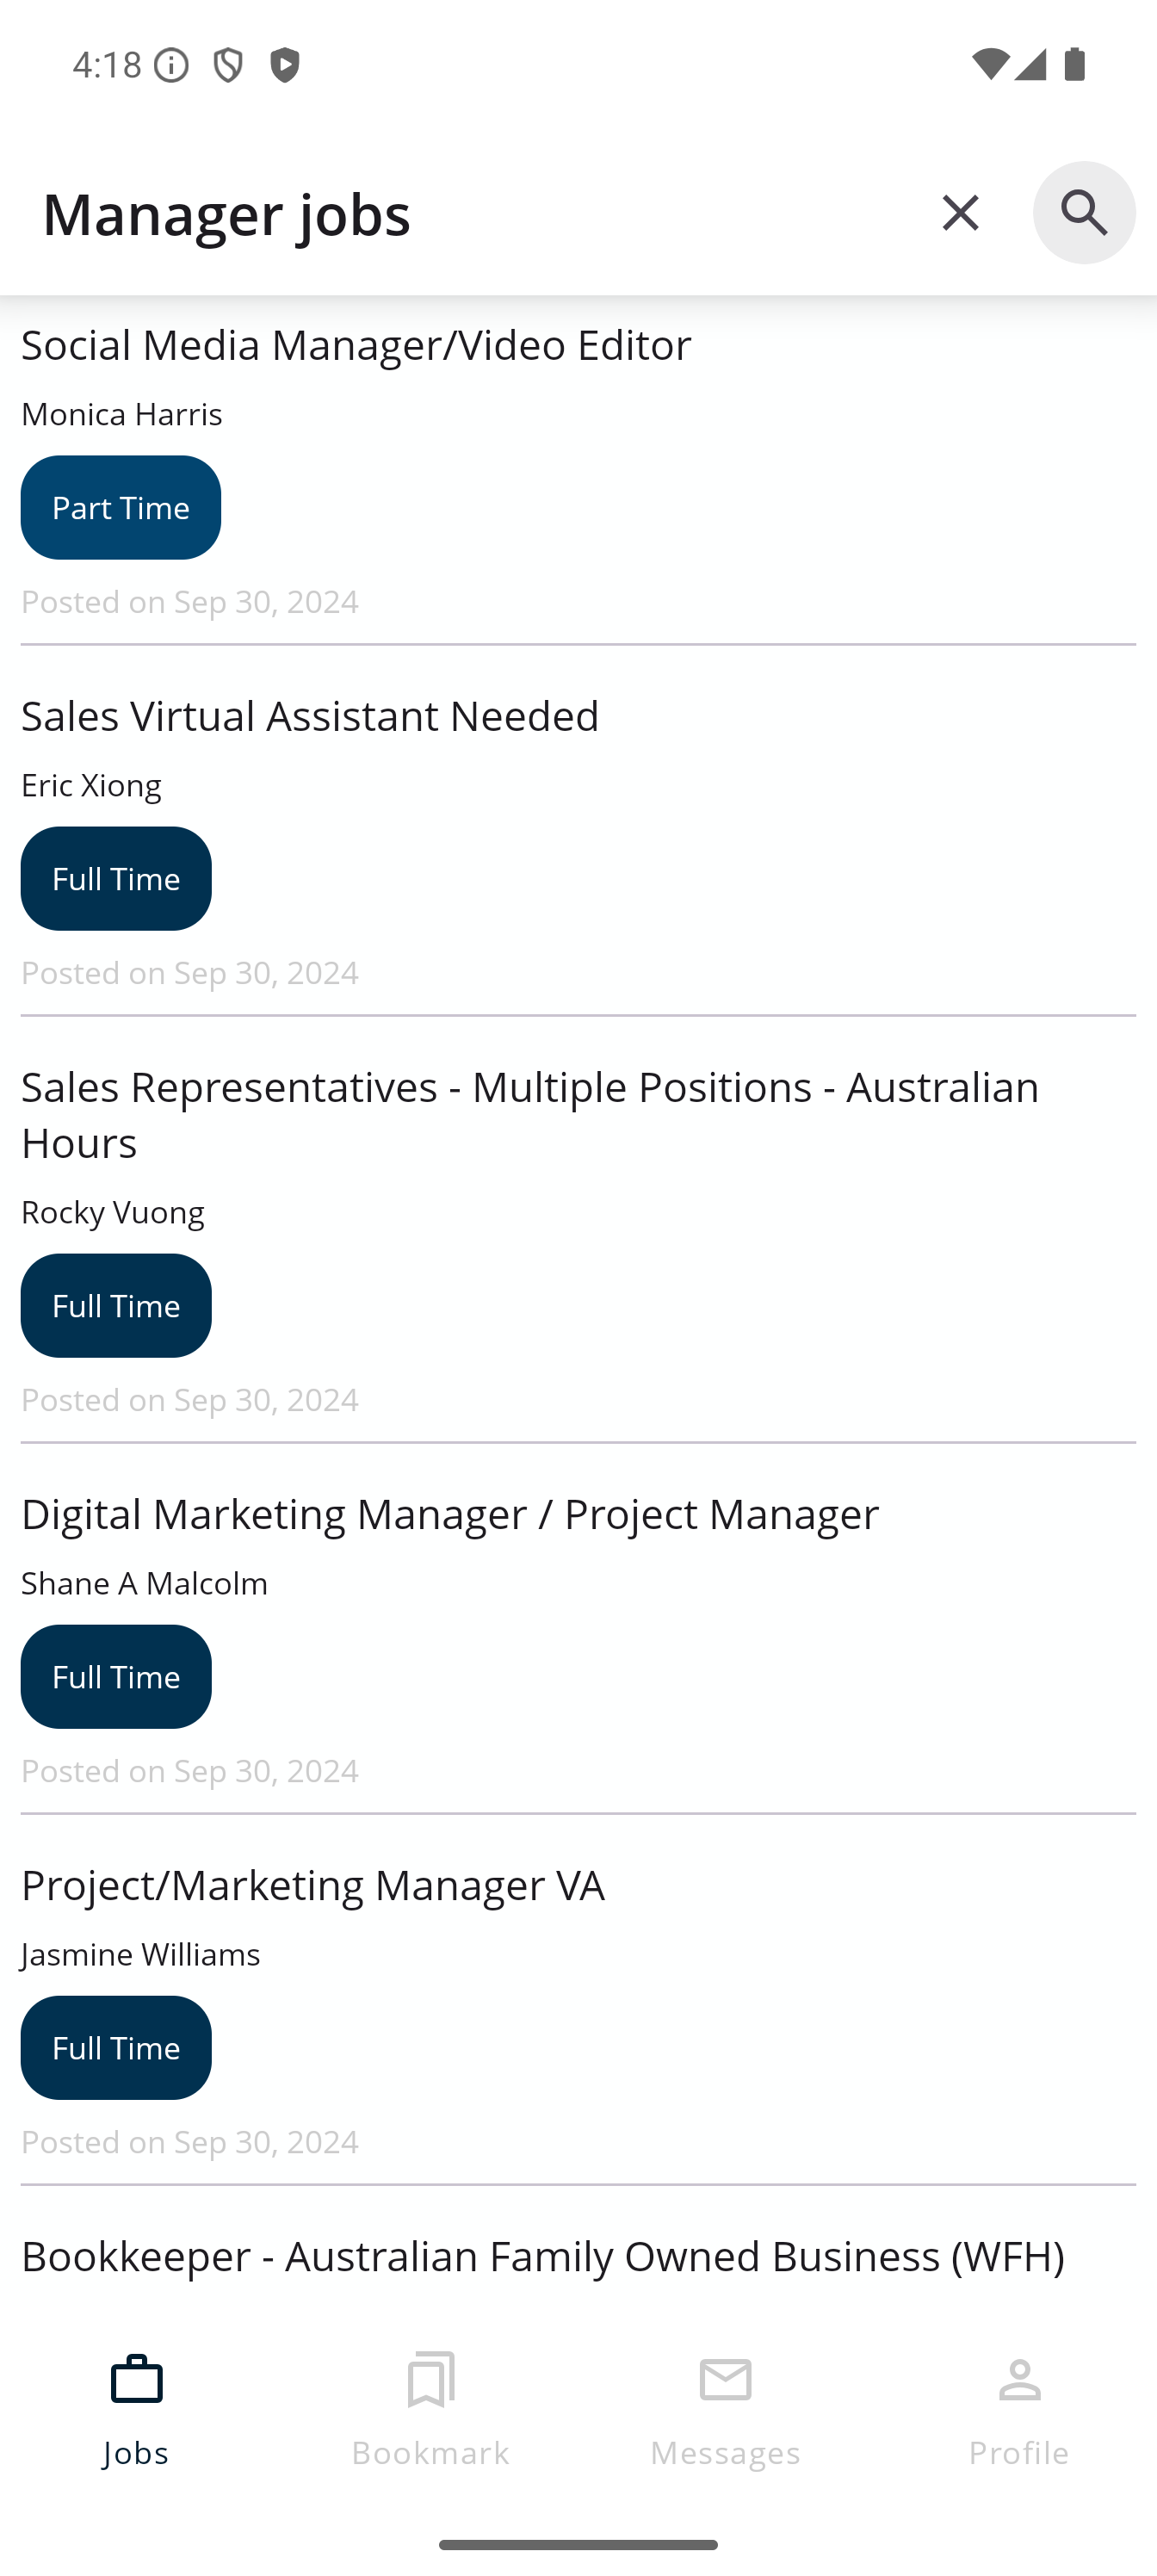 4:18
Manager jobs
Social Media Manager/Video Editor
Monica Harris
Part Time
Posted on Sep 30, 2024
Sales Virtual Assistant Needed
Eric Xiong
Full Time
Posted on Sep 30, 2024
Sales Representatives - Multiple Positions - Australian
Hours
Rocky Vuong
Full Time
Posted on Sep 30, 2024
Digital Marketing Manager / Project Manager
Shane A Malcolm
Full Time
Posted on Sep 30, 2024
Project/Marketing Manager VA
Jasmine Williams
Full Time
Posted on Sep 30, 2024
Bookkeeper - Australian Family Owned Business (WFH)
Jobs
Bookmark
Messages
Profile